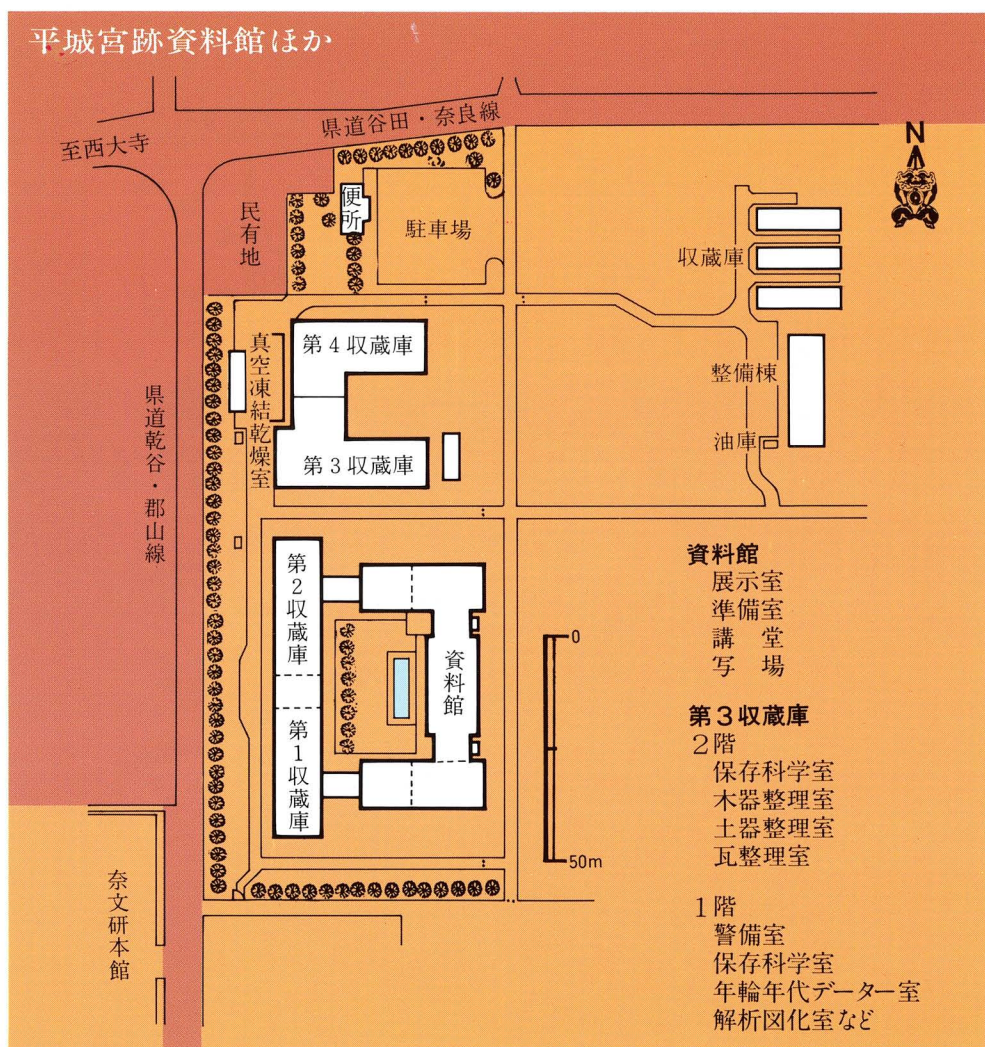 平城宮跡資料館ほか
県道谷田・奈良線
至西大寺
N
便所
民有地
駐車場
収蔵庫
真空凍結乾燥室
第4収蔵庫
整備棟
県道乾谷・郡山線
油庫
第3収蔵庫
第2収蔵庫
資料館
第1収蔵庫
0
50m
奈文研本館
資料館
展示室
準備室
講堂
写場
第3収蔵庫
2階
保存科学室
木器整理室
土器整理室
瓦整理室
1階
警備室
保存科学室
年輪年代データー室
解析図化室など